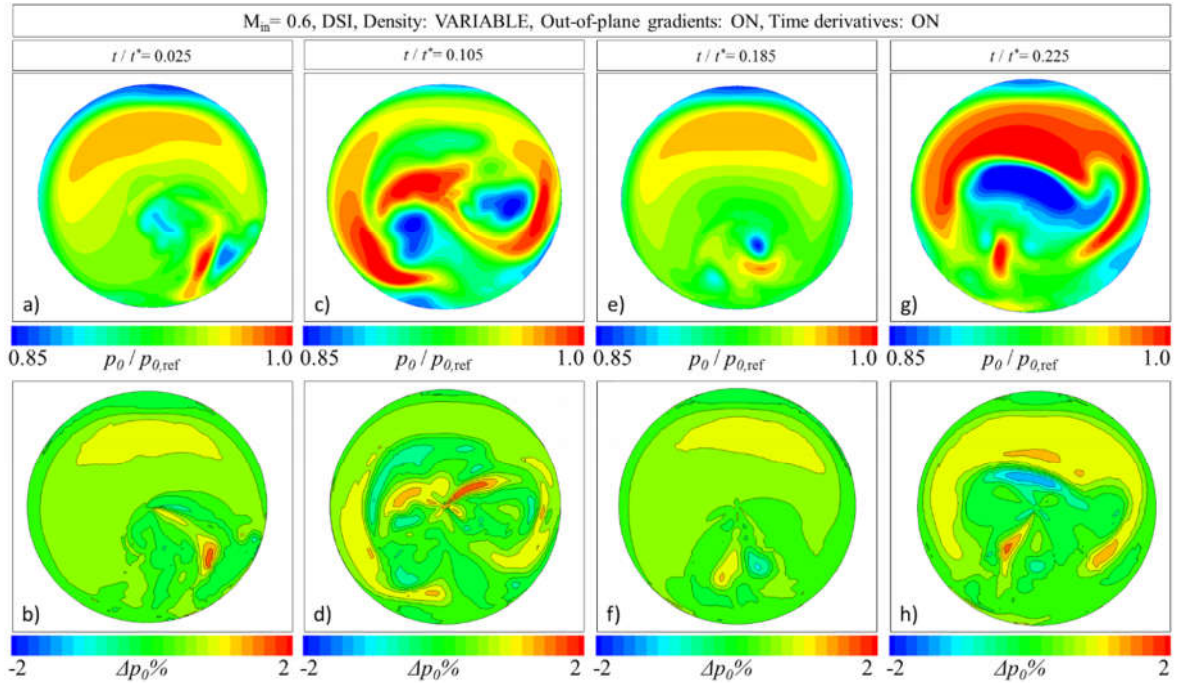 M_in= 0.6, DSI, Density: VARIABLE, Out-of-plane gradients: ON, Time derivatives: ON
t / t*= 0.025
t / t*= 0.105
t / t*= 0.185
t / t*= 0.225
a)
c)
e)
g)
0.85 p_0 / p_0,ref 1.0
0.85 p_0 / p_0,ref 1.0
0.85 p_0 / p_0,ref 1.0
0.85 p_0 / p_0,ref 1.0
b)
d)
f)
h)
-2 Δp_0% 2
-2 Δp_0% 2
-2 Δp_0% 2
-2 Δp_0% 2